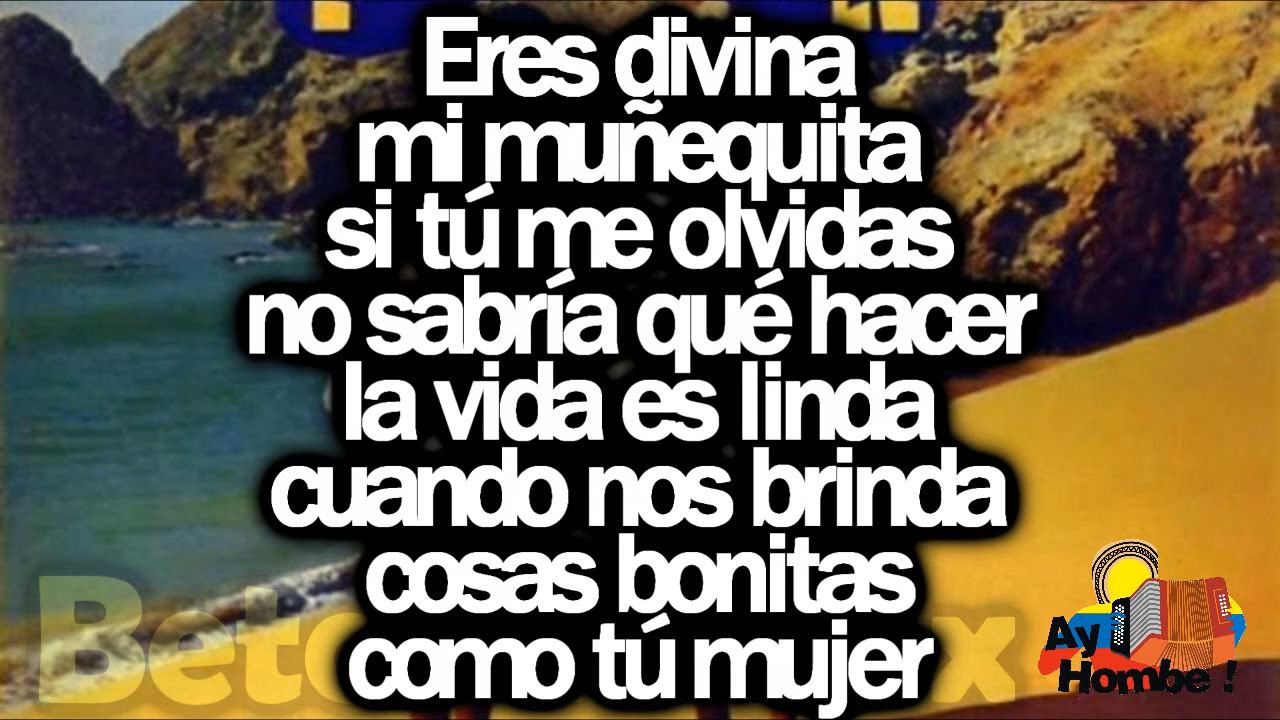 Eres divina
mi muñequita
si tú me olvidas
no sabría qué hacer
la vida es linda
cuando nos brinda
cosas bonitas
como tú mujer
Ay
Hombe !